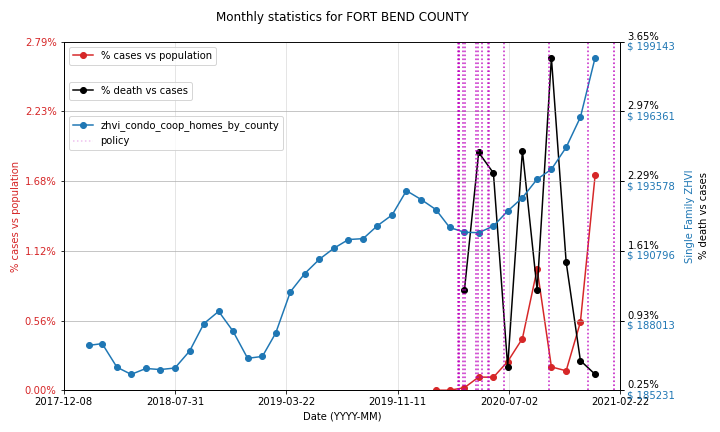 Monthly statistics for FORT BEND COUNTY
% cases vs population
% death vs cases
zhvi_condo_coop_homes_by_county
policy
2.79%
2.23%
1.68%
1.12%
0.56%
0.00%
% cases vs population
3.65%
$ 199143
2.97%
$ 196361
2.29%
$ 193578
1.61%
$ 190796
0.93%
$ 188013
0.25%
$ 185231
Single Family ZHVI
% death vs cases
2017-12-08
2018-07-31
2019-03-22
2019-11-11
2020-07-02
2021-02-22
Date (YYYY-MM)